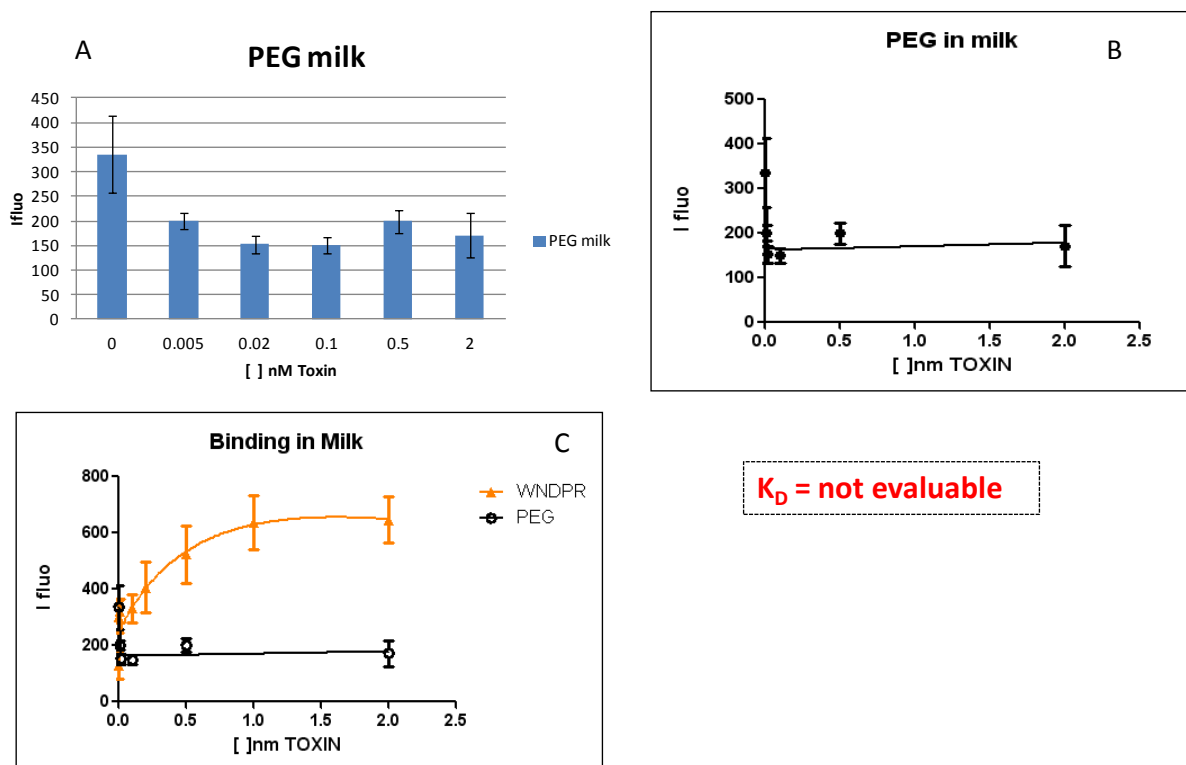 A
PEG milk
450
400
350
300
250
200
150
100
50
0
Ifluo
0 0.005 0.02 0.1 0.5 2
[ ] nM Toxin
PEG milk
PEG in milk
B
500
400
300
200
100
0
I fluo
0.0 0.5 1.0 1.5 2.0 2.5
[ ]nm TOXIN
Binding in Milk
C
800
600
400
200
0
I fluo
0.0 0.5 1.0 1.5 2.0 2.5
[ ]nm TOXIN
WNDPR
PEG
KD = not evaluable